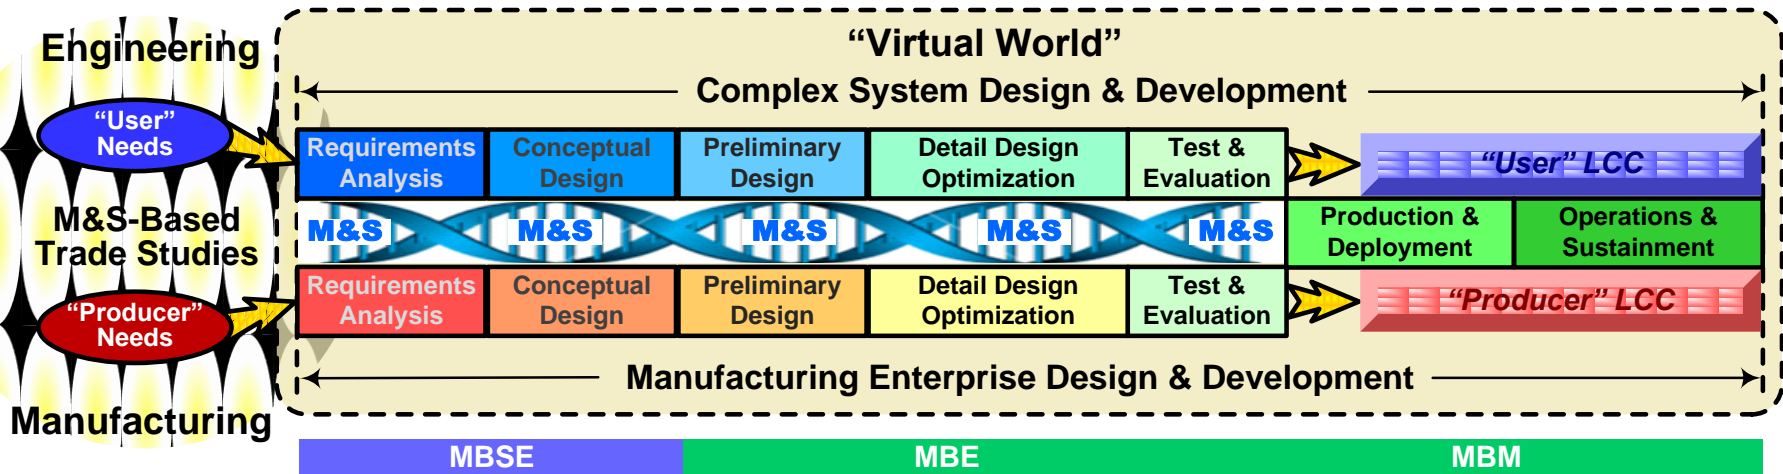 Engineering
“User”
Needs
M&S-Based
Trade Studies
“Producer”
Needs
Manufacturing
“Virtual World”
Complex System Design & Development
Requirements
Analysis
Conceptual
Design
Preliminary
Design
Detail Design
Optimization
Test &
Evaluation
“User” LCC
M&S
M&S
M&S
M&S
M&S
Production &
Deployment
Operations &
Sustainment
Requirements
Analysis
Conceptual
Design
Preliminary
Design
Detail Design
Optimization
Test &
Evaluation
“Producer” LCC
Manufacturing Enterprise Design & Development
MBSE
MBE
MBM